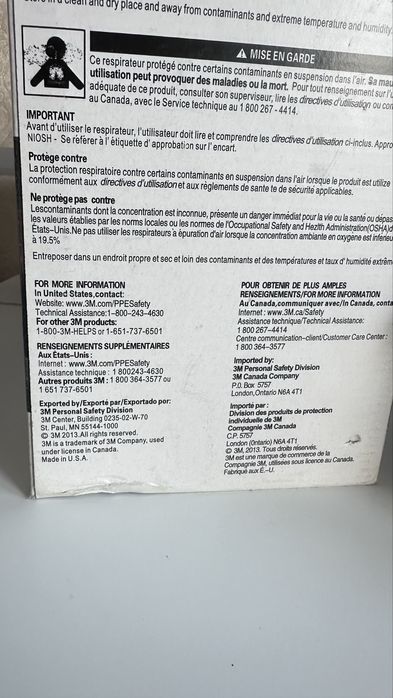 Store in a clean and dry place and away from contaminants and extreme temperature and humidity.
MISE EN GARDE
Ce respirateur protégé contre certains contaminants en suspension dans l'air. Sa mau
utilisation peut provoquer des maladies ou la mort. Pour tout renseignement sur l'u
adéquate de ce produit, consulter son superviseur, lire les directives d'utilisation ou con
au Canada, avec le Service technique au 1 800 267 - 4414.
IMPORTANT
Avant d'utiliser le respirateur, l'utilisateur doit lire et comprendre les directives d'utilisation ci-inclus. Appro
NIOSH - Se rèferer à l' étiquette d' approbation sur l' encart.
Protège contre
La protection respiratoire contre certains contaminants en suspension dans l'air lorsque le produit est utilize
conformément aux directives d'utilisation et aux règlements de sante te de sécurité applicables.
Ne protège pas contre
Lescontaminants dont la concentration est inconnue, présente un danger immédiat pour la vie ou la santé ou dépas
les valeurs établies par les norms locales ou les normes de l'Occupational Safety and Hezlth Administration(OSHA)d
États–Unis.Ne pas utiliser les respirateurs à épuration d'air lorsque la concentration ambiante en oxygène est inférieu
à 19.5%
Entreposer dans un endroit propre et sec et loin des contaminants et des températures et taux d' humidité extrêm
FOR MORE INFORMATION
In United States,contact:
Website: www.3M.com/PPESafety
Technical Assistance:1–800–243–4630
For other 3M products:
1-800-3M-HELPS or1-651-737-6501
RENSEIGNEMENTS SUPPLÉMENTAIRES
Aux États–Unis :
Internet : www.3M.com/PPESafety
Assistance technique : 1 800243-4630
Autres produits 3M : 1 800 364-3577 ou
1 651 737-6501
Exported by/Exporté par/Exportado por:
3M Personal Safety Division
3M Center, Building 0235-02-W-70
St. Paul, MN 55144-1000
© 3M 2013.All rights reserved.
3M is a trademark of 3M Company, used
under license in Canada.
Made in U.S.A.
POUR OBTENIR DE PLUS AMPLES
RENSEIGNEMENTS/FOR MORE INFORMATION
Au Canada,communiquer avec/In Canada, conta
Internet : www.3M.ca/Safety
Assistance technique/Technical Assistance:
1 800 267–4414
Centre communication–client/Customer Care Center :
1 800 364–3577
Imported by:
3M Personal Safety Division
3M Canada Company
P.O. Box 5757
London,Ontario N6A 4T1
Importé par :
Division des produits de protection
individuelle de 3M
Compagnie 3M Canada
C.P. 5757
London (Ontario) N6A 4T1
© 3M, 2013. Tous droits réservés.
3M est une marque de commerce de la
Compagnie 3M, utilisées sous licence au Canada.
Fabriqué aux É.–U.